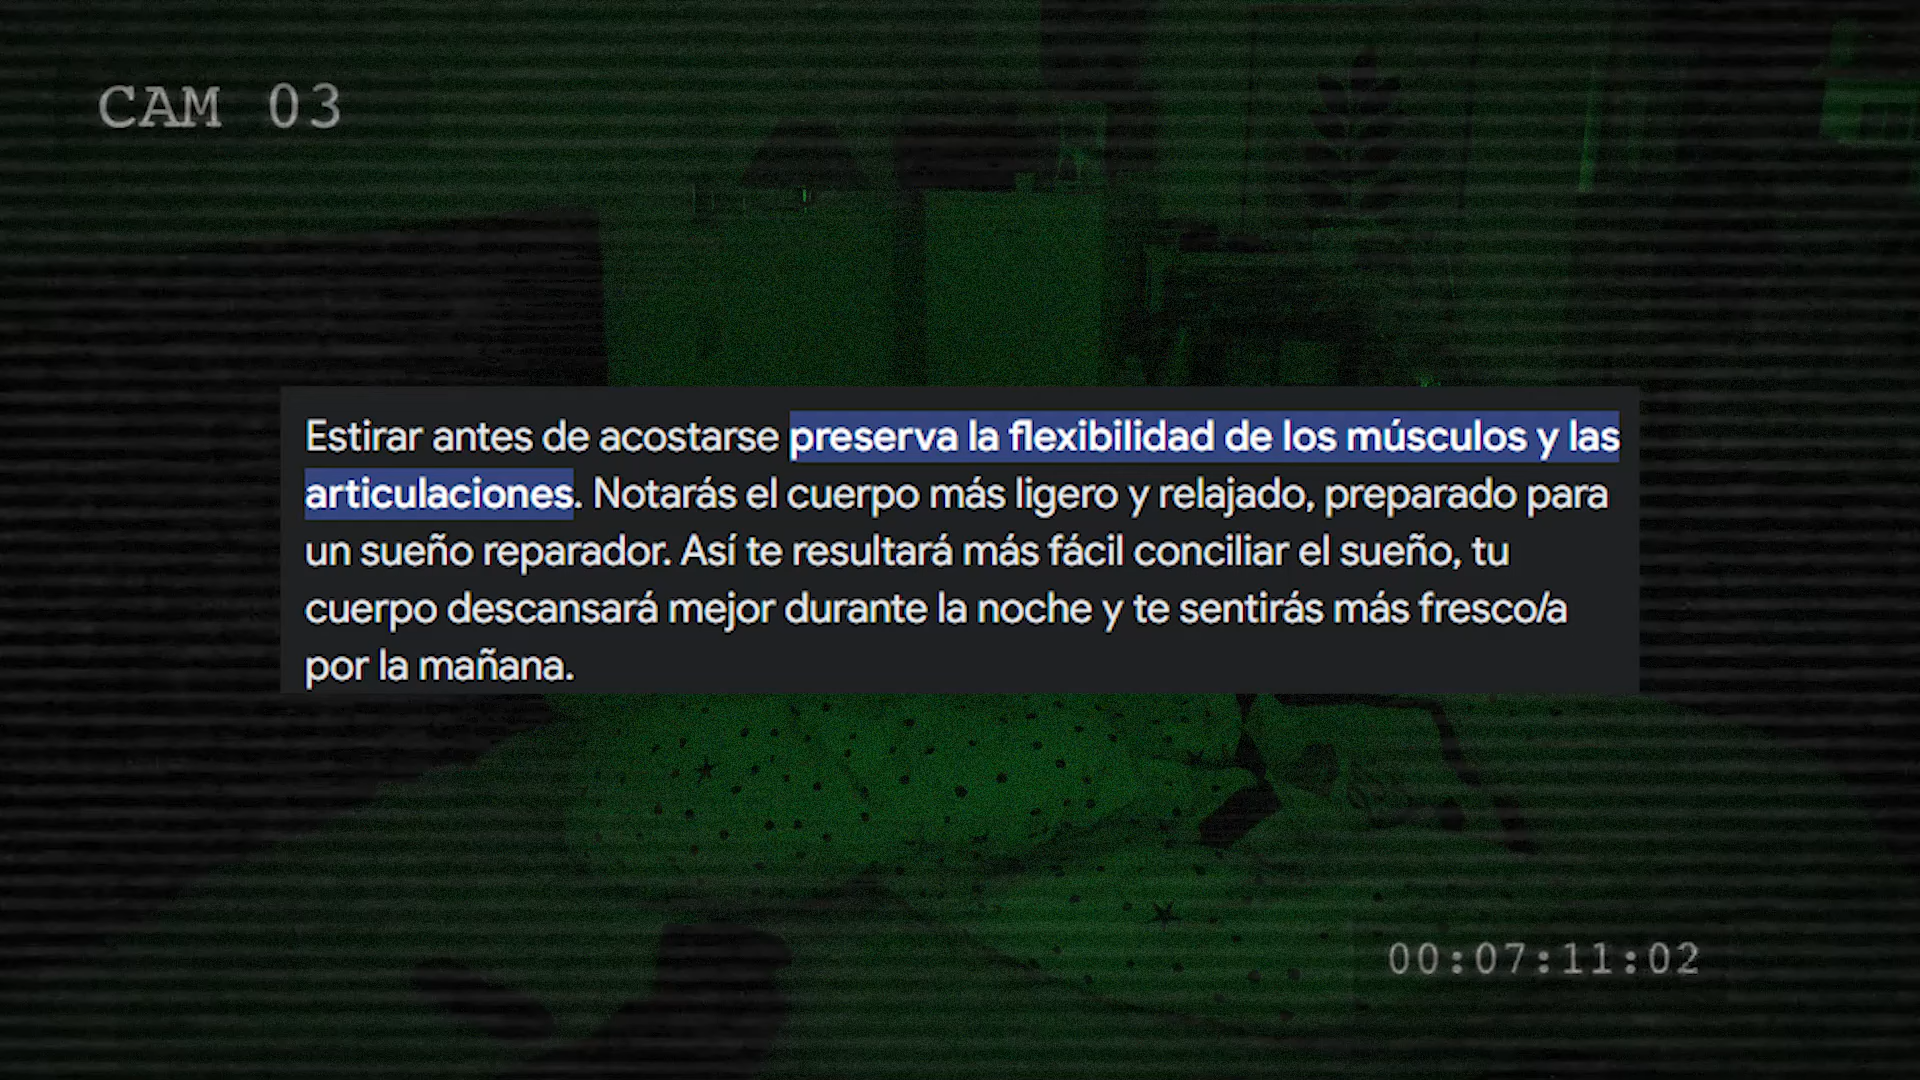 CAM 03
Estirar antes de acostarse preserva la flexibilidad de los músculos y las
articulaciones. Notarás el cuerpo más ligero y relajado, preparado para
un sueño reparador. Así te resultará más fácil conciliar el sueño, tu
cuerpo descansará mejor durante la noche y te sentirás más fresco/a
por la mañana.
00:07:11:02